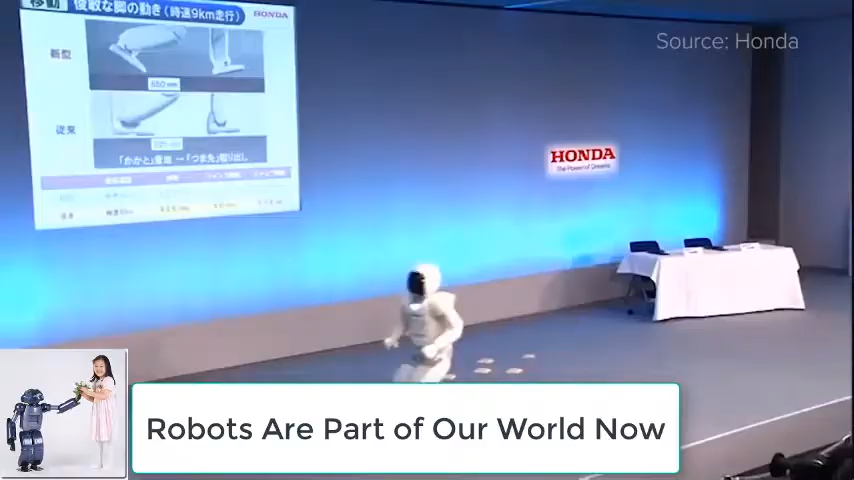 移動 俊敏な脚の動き(時速9km走行)
HONDA
新型
従来
「かかと」着地 →「つま先」蹴り出し
Source: Honda
HONDA
The Power of Dreams
Robots Are Part of Our World Now